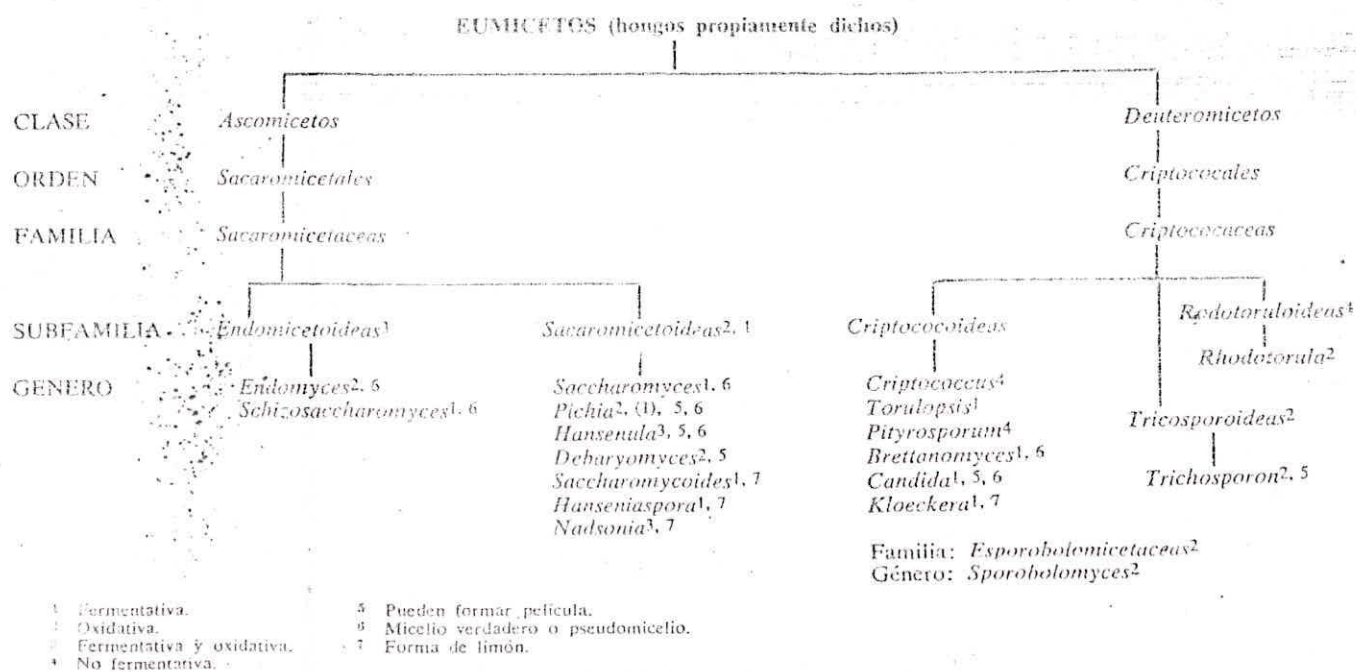 EUMICETOS (hongos propiamente dichos)
CLASE Ascomicetos Deuteromicetos
ORDEN Sacaromicetales Criptococales
FAMILIA Sacaromicetaceas Criptococaceas
SUBFAMILIA Endomicetoideas¹ Sacaromicetoideas², ¹ Criptococoideas Rodotoruloideas⁴
Rhodotorula²
GENERO Endomyces², ⁶ Saccharomyces¹, ⁶ Criptococcus⁴
Schizosaccharomyces¹, ⁶ Pichia², (1), ⁵, ⁶ Torulopsis¹ Tricosporoideas²
Hansenula³, ⁵, ⁶ Pityrosporum⁴
Debaryomyces², ⁵ Brettanomyces¹, ⁶
Saccharomycoides¹, ⁷ Candida¹, ⁵, ⁶ Trichosporon², ⁵
Hanseniaspora¹, ⁷ Kloeckera¹, ⁷
Nadsonia³, ⁷
Familia: Esporobolomicetaceas²
Género: Sporobolomyces²
¹ Fermentativa. ⁵ Pueden formar película.
² Oxidativa. ⁶ Micelio verdadero o pseudomicelio.
³ Fermentativa y oxidativa. ⁷ Forma de limón.
⁴ No fermentativa.